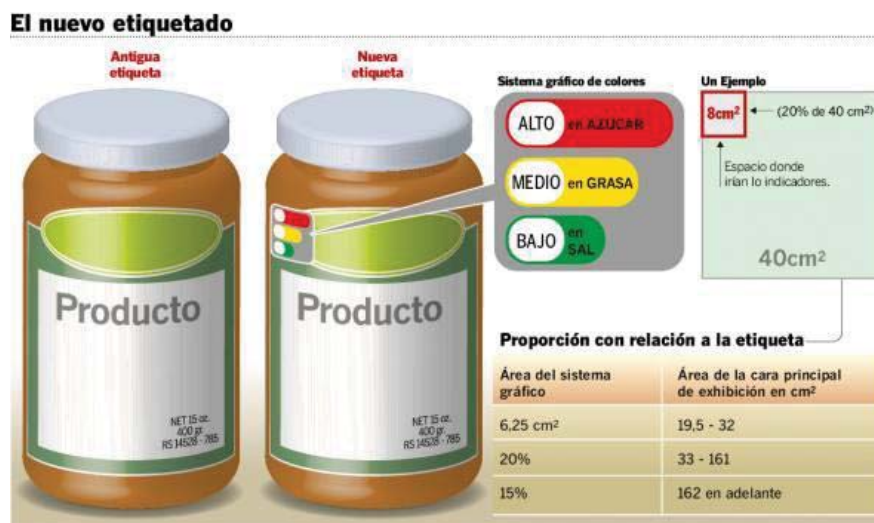 El nuevo etiquetado
Antigua
etiqueta
Nueva
etiqueta
Producto
NET 15 oz.
400 gr.
RS 14528 - 785
Producto
NET 15 oz.
400 gr.
RS 14528 - 785
Sistema gráfico de colores
ALTO en AZUCAR
MEDIO en GRASA
BAJO en
SAL
Un Ejemplo
8cm² (20% de 40 cm²)
Espacio donde
irían lo indicadores.
40cm²
Proporción con relación a la etiqueta
Área del sistema
gráfico
Área de la cara principal
de exhibición en cm²
6,25 cm² 19,5 - 32
20% 33 - 161
15% 162 en adelante